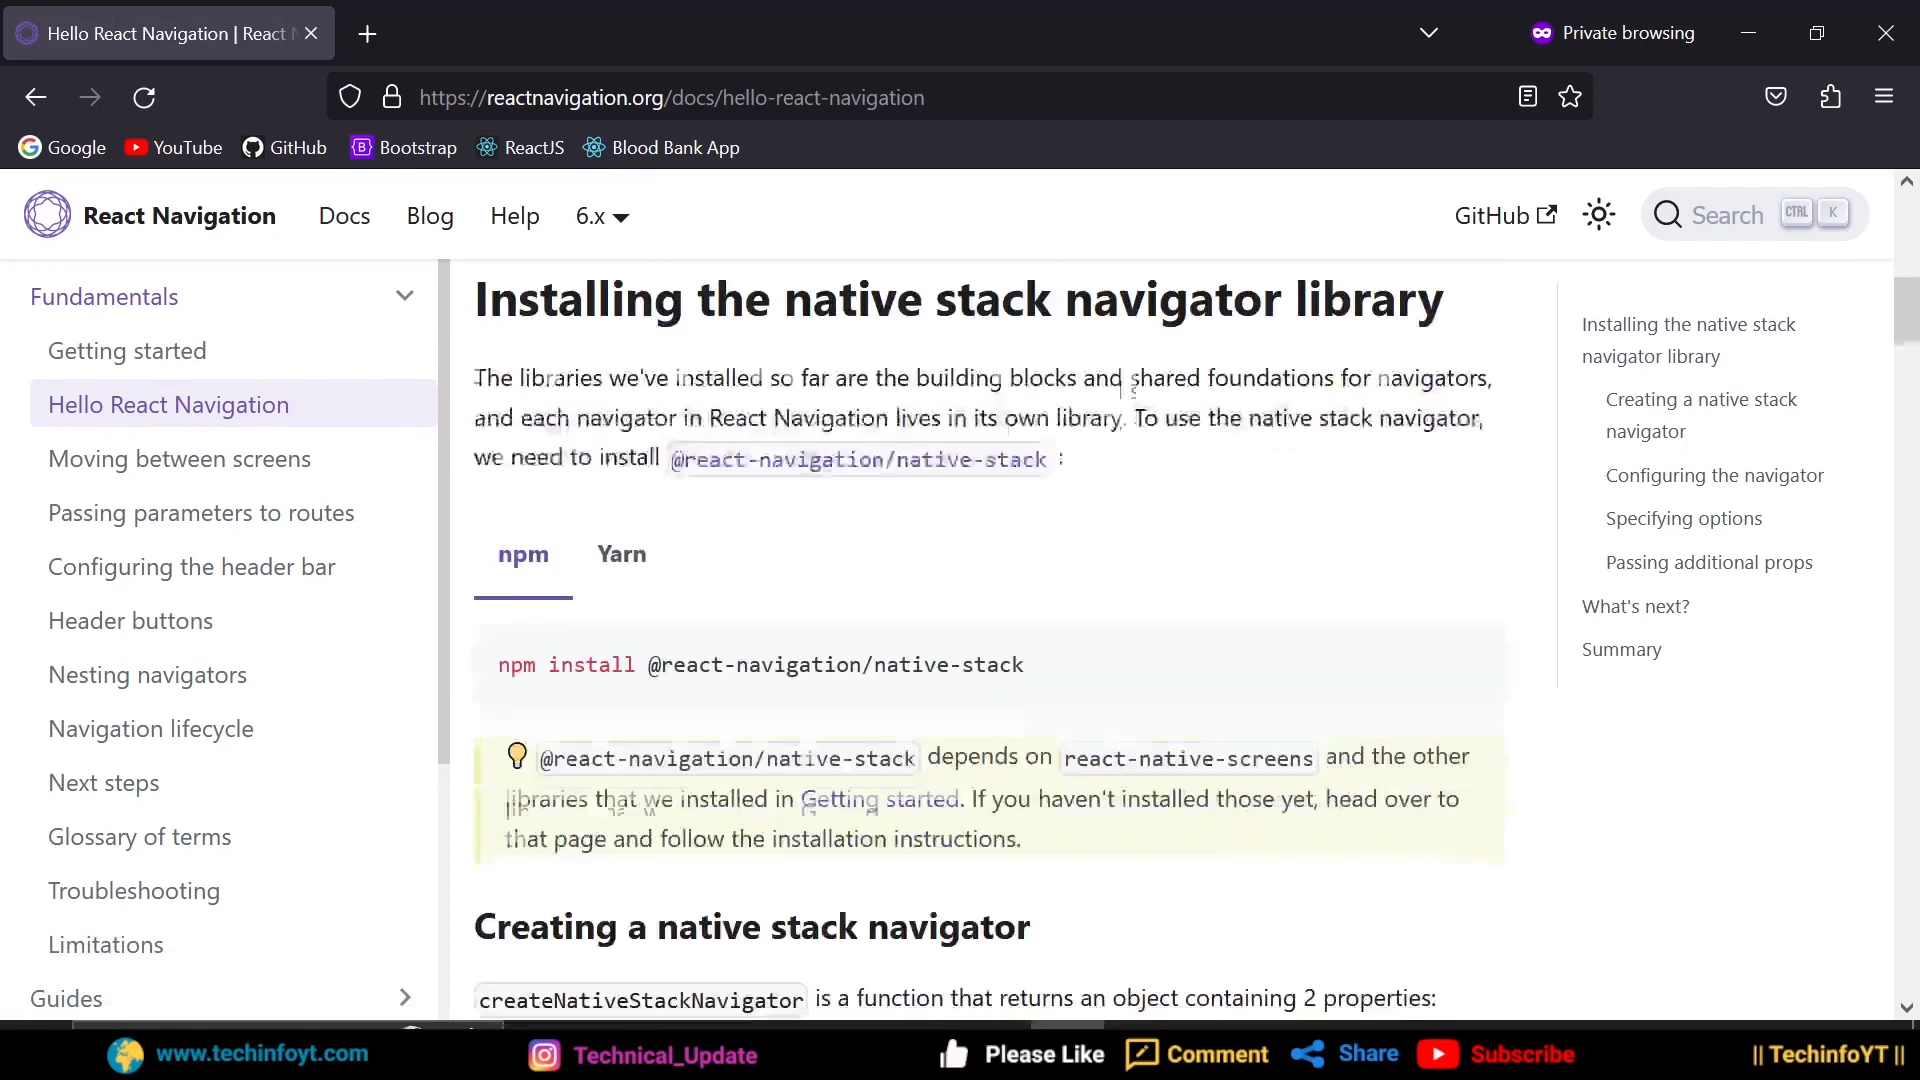 Hello React Navigation | React N
Private browsing
https://reactnavigation.org/docs/hello-react-navigation
Google YouTube GitHub Bootstrap ReactJS Blood Bank App
React Navigation Docs Blog Help 6.x GitHub Search CTRL K
Fundamentals
Getting started
Hello React Navigation
Moving between screens
Passing parameters to routes
Configuring the header bar
Header buttons
Nesting navigators
Navigation lifecycle
Next steps
Glossary of terms
Troubleshooting
Limitations
Guides
Installing the native stack navigator library
The libraries we've installed so far are the building blocks and shared foundations for navigators,
and each navigator in React Navigation lives in its own library. To use the native stack navigator,
we need to install @react-navigation/native-stack :
npm Yarn
npm install @react-navigation/native-stack
@react-navigation/native-stack depends on react-native-screens and the other
libraries that we installed in Getting started. If you haven't installed those yet, head over to
that page and follow the installation instructions.
Creating a native stack navigator
createNativeStackNavigator is a function that returns an object containing 2 properties:
Installing the native stack
navigator library
Creating a native stack
navigator
Configuring the navigator
Specifying options
Passing additional props
What's next?
Summary
www.techinfoyt.com Technical_Update Please Like Comment Share Subscribe || TechinfoYT ||